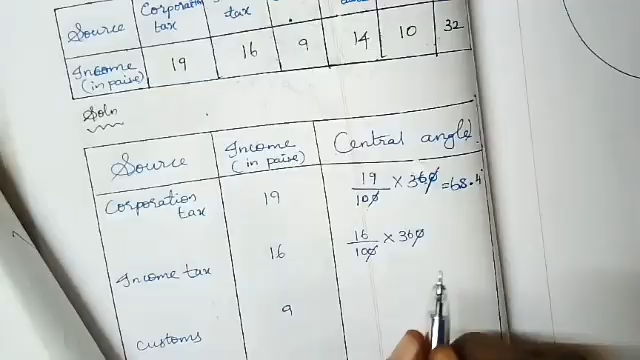 Source Corporation tax tax
Income (in paise) 19 16 9 14 10 32
Soln
Source Income (in paise) Central angle
Corporation tax 19 19/100 × 360 = 68.4
Income tax 16 16/100 × 360
Customs 9